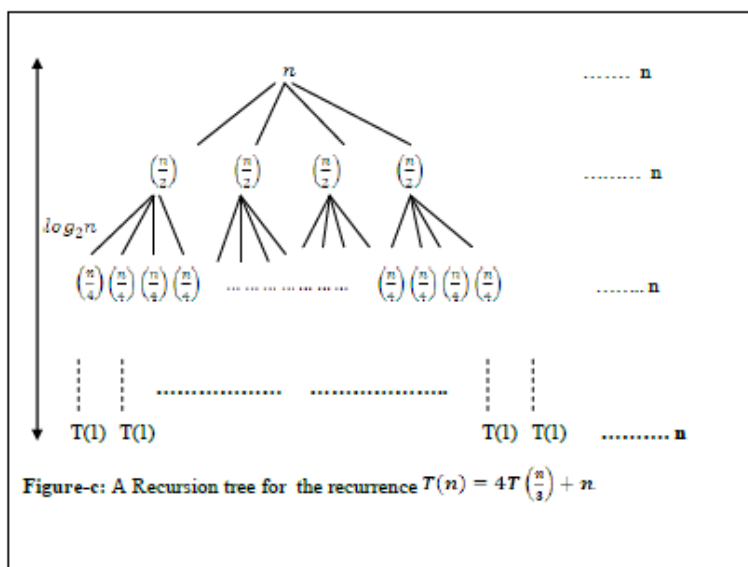 n ....... n
(n/2) (n/2) (n/2) (n/2) ......... n
log₂n
(n/4) (n/4) (n/4) (n/4) ... ... ... ... ... ... ... (n/4) (n/4) (n/4) (n/4) ........ n
T(1) T(1) T(1) T(1) .......... n
Figure-c: A Recursion tree for the recurrence T(n) = 4T(n/3) + n